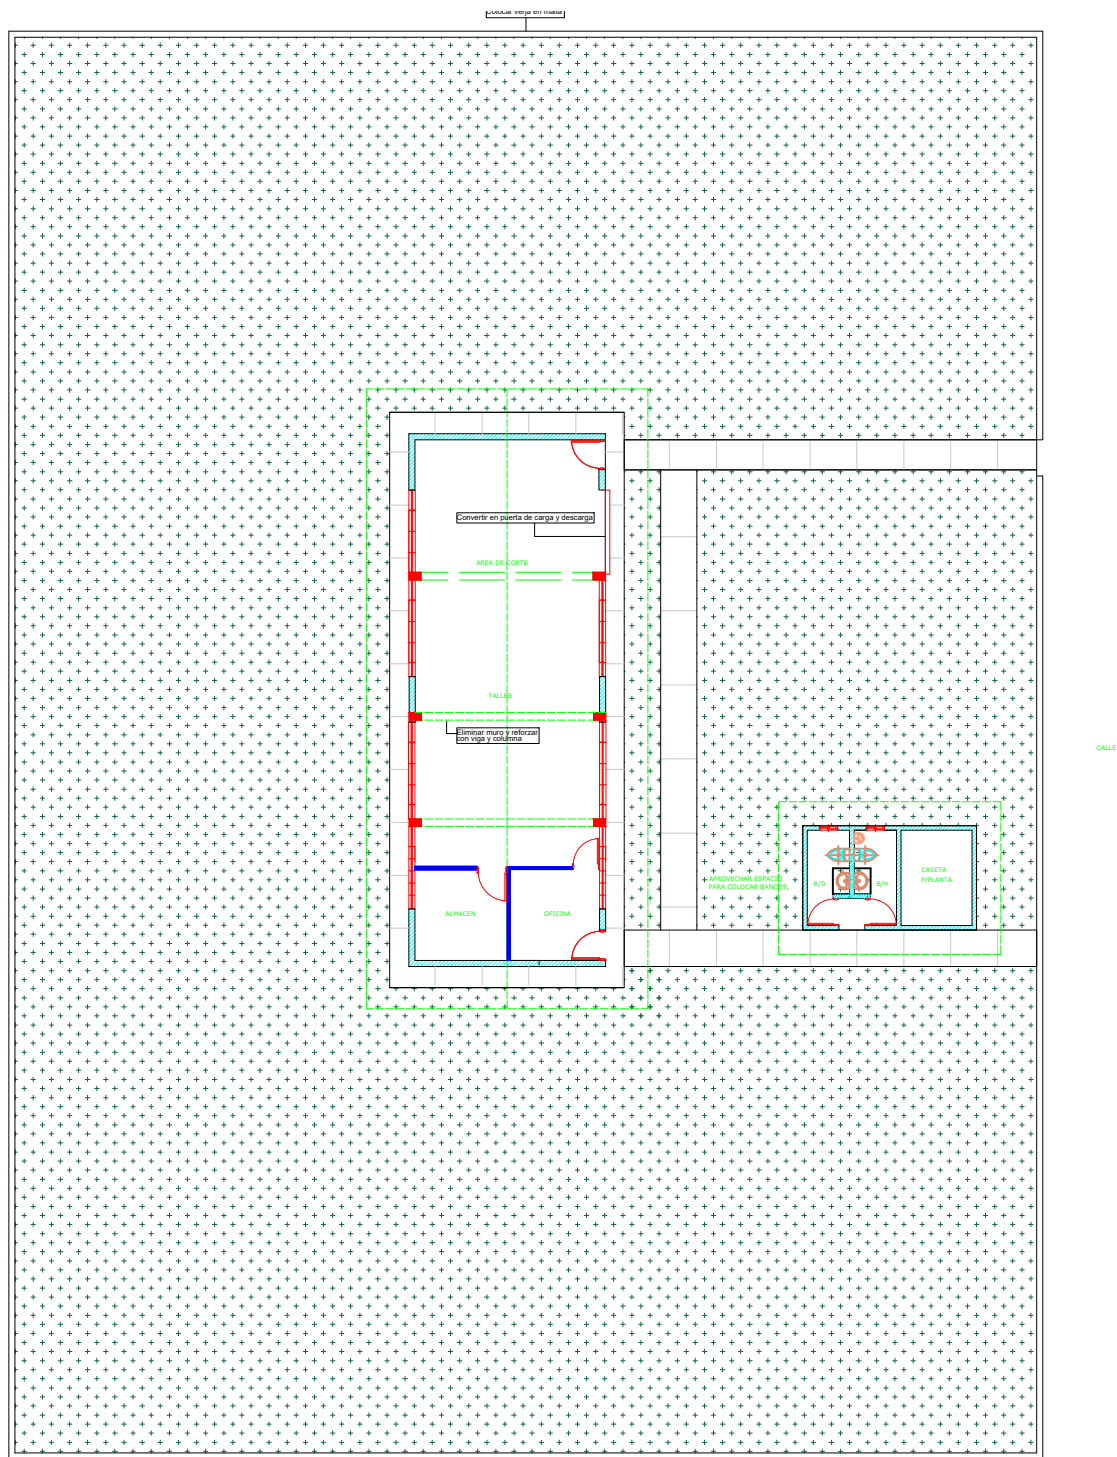 Colocar verja en malla
Convertir en puerta de carga y descarga
AREA DE CORTE
TALLER
Eliminar muro y reforzar
con viga y columna
CALLE
APROVECHAR ESPACIO
PARA COLOCAR BANCOS,
B/D
B/H
CASETA
P/PLANTA
ALMACEN
OFICINA